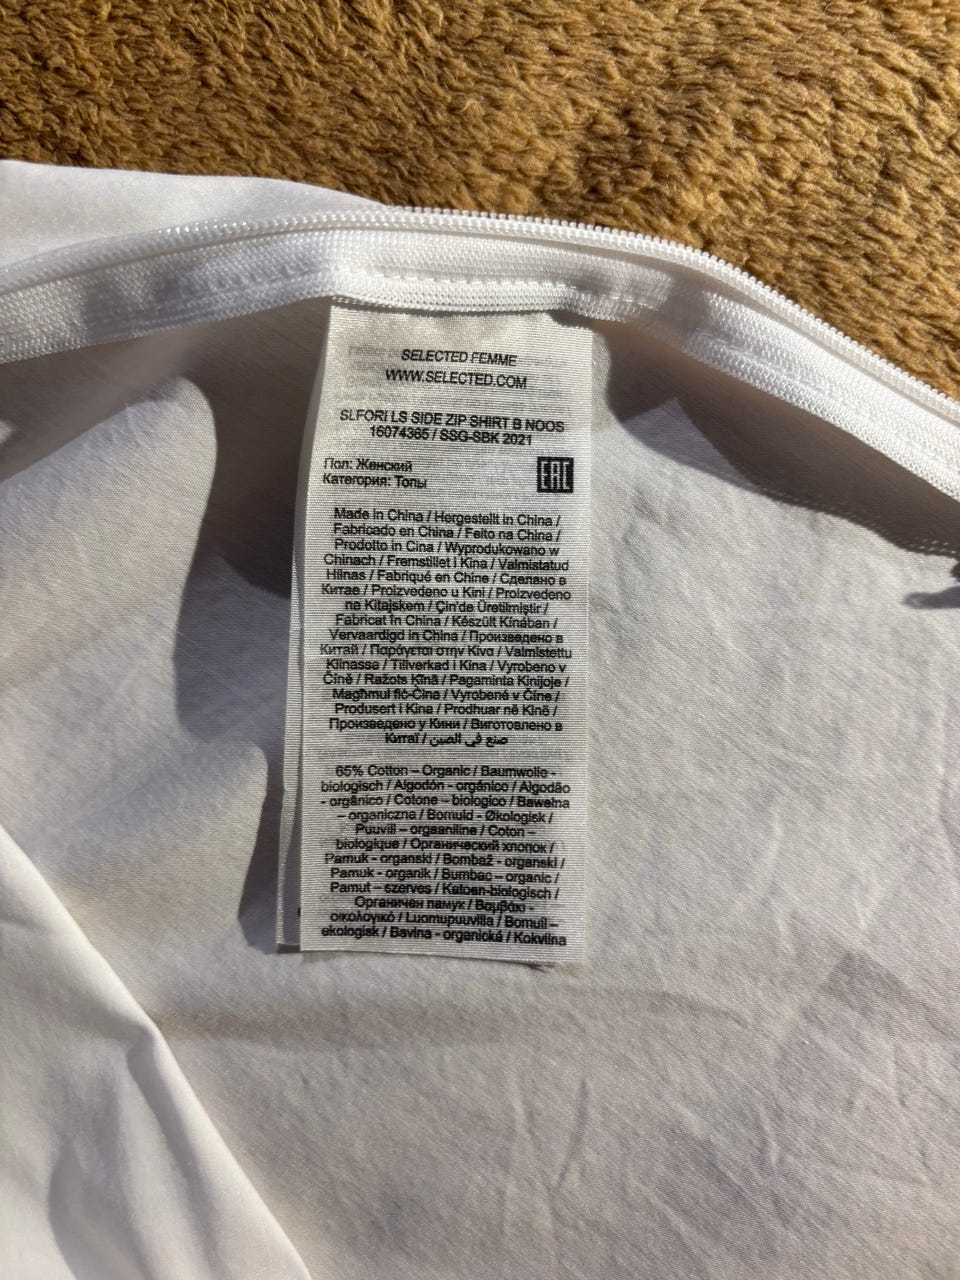 SELECTED FEMME
WWW.SELECTED.COM
SLFORI LS SIDE ZIP SHIRT B NOOS
16074365 / SSG-SBK 2021
Пол: Женский
Категория: Топы
EAC
Made in China / Hergestellt in China /
Fabricado en China / Feito na China /
Prodotto in Cina / Wyprodukowano w
Chinach / Fremstillet i Kina / Valmistatud
Hiinas / Fabriqué en Chine / Сделано в
Китае / Proizvedeno u Kini / Proizvedeno
na Kitajskem / Çin'de Üretilmiştir /
Fabricat în China / Készült Kínában /
Vervaardigd in China / Произведено в
Китай / Παράγεται στην Κίνα / Valmistettu
Kiinassa / Tillverkad i Kina / Vyrobeno v
Číně / Ražots Ķīnā / Pagaminta Kinijoje /
Magħmul fiċ-Ċina / Vyrobené v Číne /
Produsert i Kina / Prodhuar në Kinë /
Произведено у Кини / Виготовлено в
Китаї / صنع في الصين
65% Cotton – Organic / Baumwolle -
biologisch / Algodón - orgánico / Algodão
- orgânico / Cotone – biologico / Bawełna
– organiczna / Bomuld - Økologisk /
Puuvill – orgaaniline / Coton –
biologique / Органический хлопок /
Pamuk - organski / Bombaž - organski /
Pamuk - organik / Bumbac – organic /
Pamut – szerves / Katoen-biologisch /
Органичен памук / Βαμβάκι -
οικολογικό / Luomupuuvilla / Bomull –
ekologisk / Bavlna - organická / Kokvilna